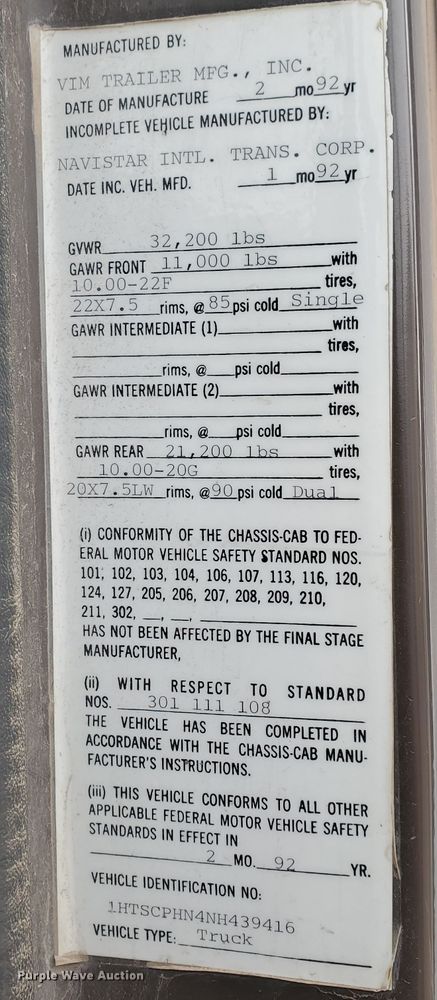 MANUFACTURED BY:
VIM TRAILER MFG., INC.
DATE OF MANUFACTURE 2 mo 92 yr
INCOMPLETE VEHICLE MANUFACTURED BY:
NAVISTAR INTL. TRANS. CORP.
DATE INC. VEH. MFD. 1 mo 92 yr
GVWR 32,200 lbs
GAWR FRONT 11,000 lbs with
10.00-22F tires,
22X7.5 rims, @ 85 psi cold Single
GAWR INTERMEDIATE (1) with
tires,
rims, @ psi cold
GAWR INTERMEDIATE (2) with
tires,
rims, @ psi cold
GAWR REAR 21,200 lbs with
10.00-20G tires,
20X7.5LW rims, @ 90 psi cold Dual
(i) CONFORMITY OF THE CHASSIS-CAB TO FED-
ERAL MOTOR VEHICLE SAFETY STANDARD NOS.
101, 102, 103, 104, 106, 107, 113, 116, 120,
124, 127, 205, 206, 207, 208, 209, 210,
211, 302, __, __,
HAS NOT BEEN AFFECTED BY THE FINAL STAGE
MANUFACTURER,
(ii) WITH RESPECT TO STANDARD
NOS. 301 111 108
THE VEHICLE HAS BEEN COMPLETED IN
ACCORDANCE WITH THE CHASSIS-CAB MANU-
FACTURER'S INSTRUCTIONS.
(iii) THIS VEHICLE CONFORMS TO ALL OTHER
APPLICABLE FEDERAL MOTOR VEHICLE SAFETY
STANDARDS IN EFFECT IN
2 MO. 92 YR.
VEHICLE IDENTIFICATION NO:
1HTSCPHN4NH439416
VEHICLE TYPE: Truck
Purple Wave Auction